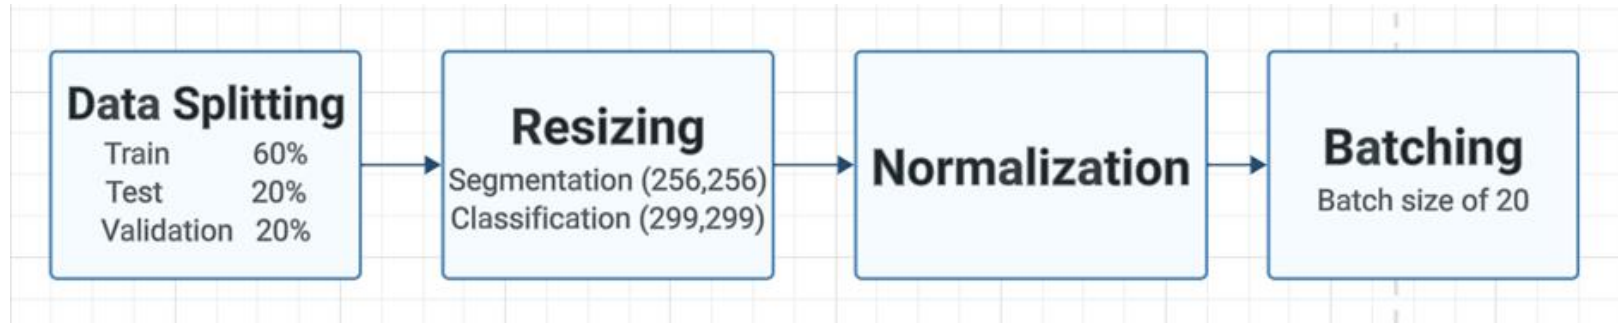 Data Splitting
Train 60%
Test 20%
Validation 20%
Resizing
Segmentation (256,256)
Classification (299,299)
Normalization
Batching
Batch size of 20